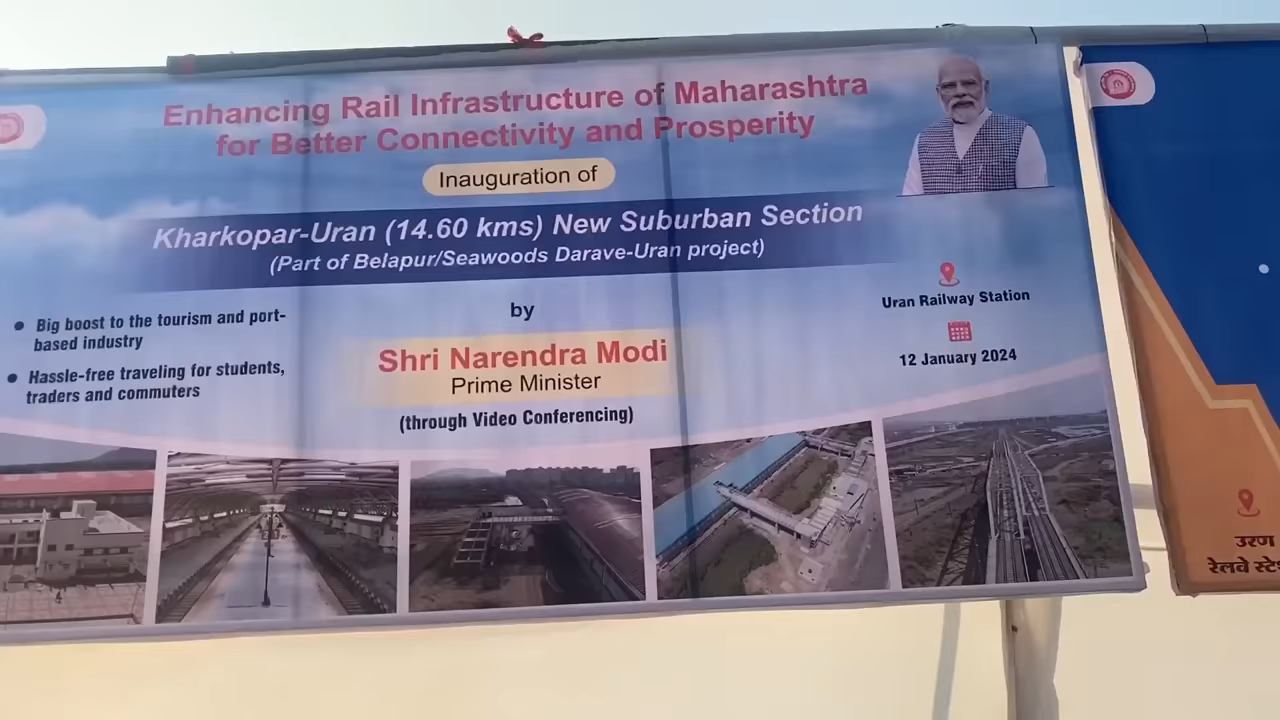 Enhancing Rail Infrastructure of Maharashtra
for Better Connectivity and Prosperity
Inauguration of
Kharkopar-Uran (14.60 kms) New Suburban Section
(Part of Belapur/Seawoods Darave-Uran project)
• Big boost to the tourism and port-
based industry
• Hassle-free traveling for students,
traders and commuters
by
Shri Narendra Modi
Prime Minister
(through Video Conferencing)
Uran Railway Station
12 January 2024
उरण
रेलवे